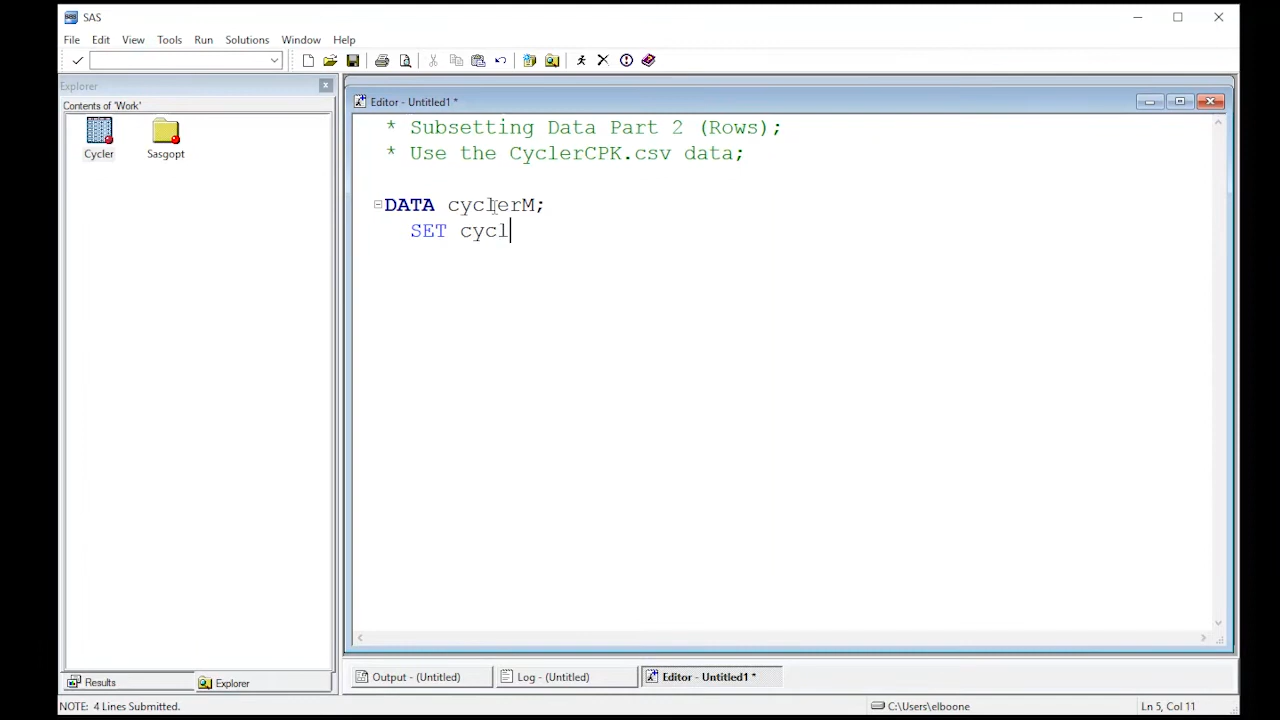 SAS
File Edit View Tools Run Solutions Window Help
Explorer
Contents of 'Work'
Cycler Sasgopt
Editor - Untitled1 *
* Subsetting Data Part 2 (Rows);
* Use the CyclerCPK.csv data;
DATA cyclerM;
SET cycl
Results Explorer
Output - (Untitled) Log - (Untitled) Editor - Untitled1 *
NOTE: 4 Lines Submitted. C:\Users\elboone Ln 5, Col 11